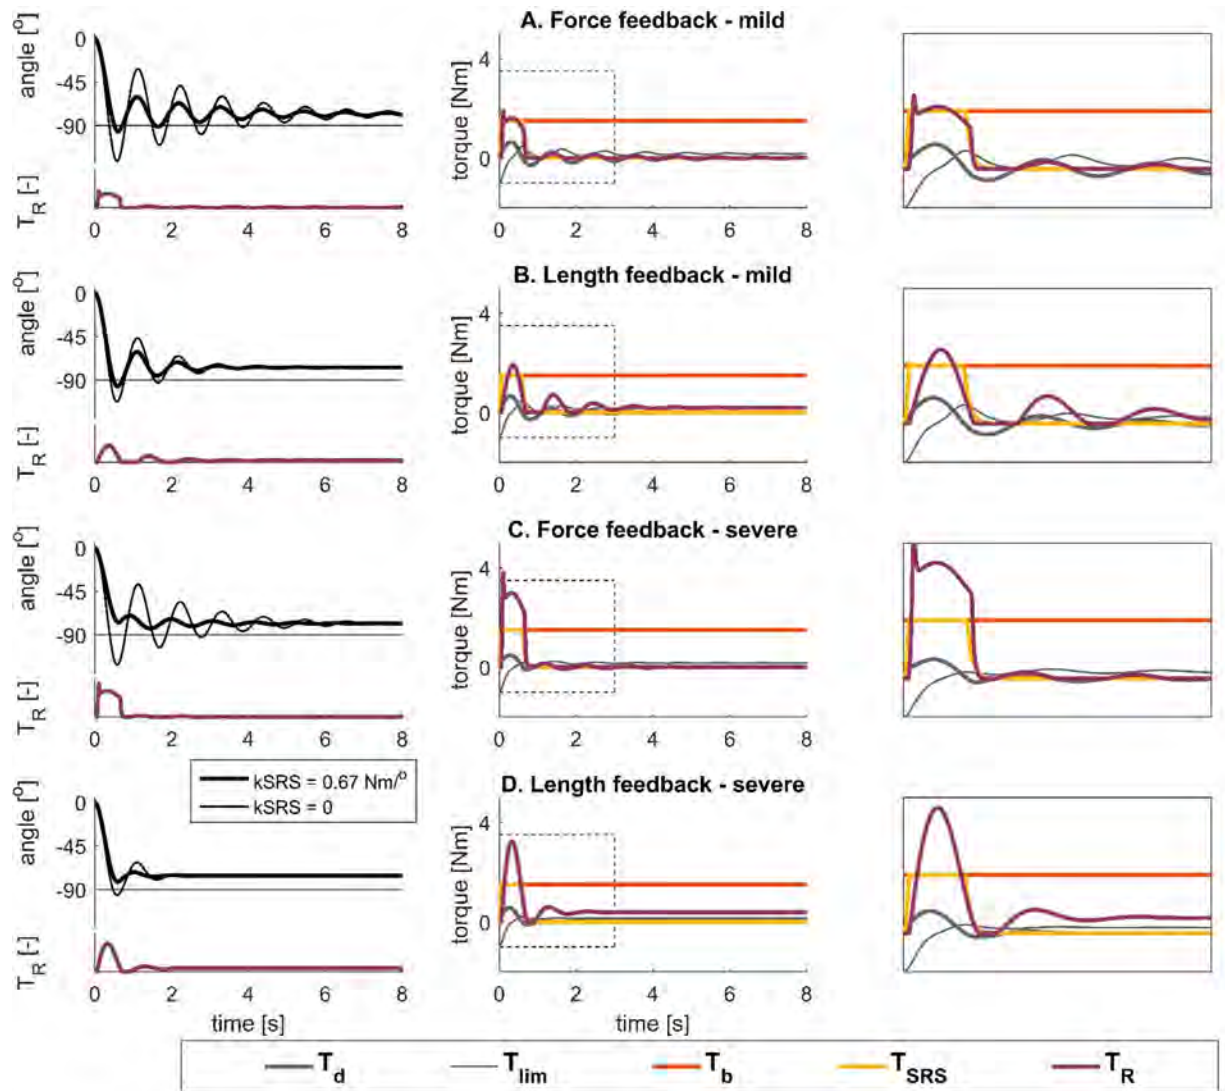 A. Force feedback - mild
angle [°]
0
-45
-90
T_R [-]
0 2 4 6 8
torque [Nm]
4
0
0 2 4 6 8
B. Length feedback - mild
angle [°]
0
-45
-90
T_R [-]
0 2 4 6 8
torque [Nm]
4
0
0 2 4 6 8
C. Force feedback - severe
angle [°]
0
-45
-90
T_R [-]
0 2 4 6 8
torque [Nm]
4
0
0 2 4 6 8
kSRS = 0.67 Nm/°
kSRS = 0
D. Length feedback - severe
angle [°]
0
-45
-90
T_R [-]
0 2 4 6 8
time [s]
torque [Nm]
4
0
0 2 4 6 8
time [s]
T_d T_lim T_b T_SRS T_R